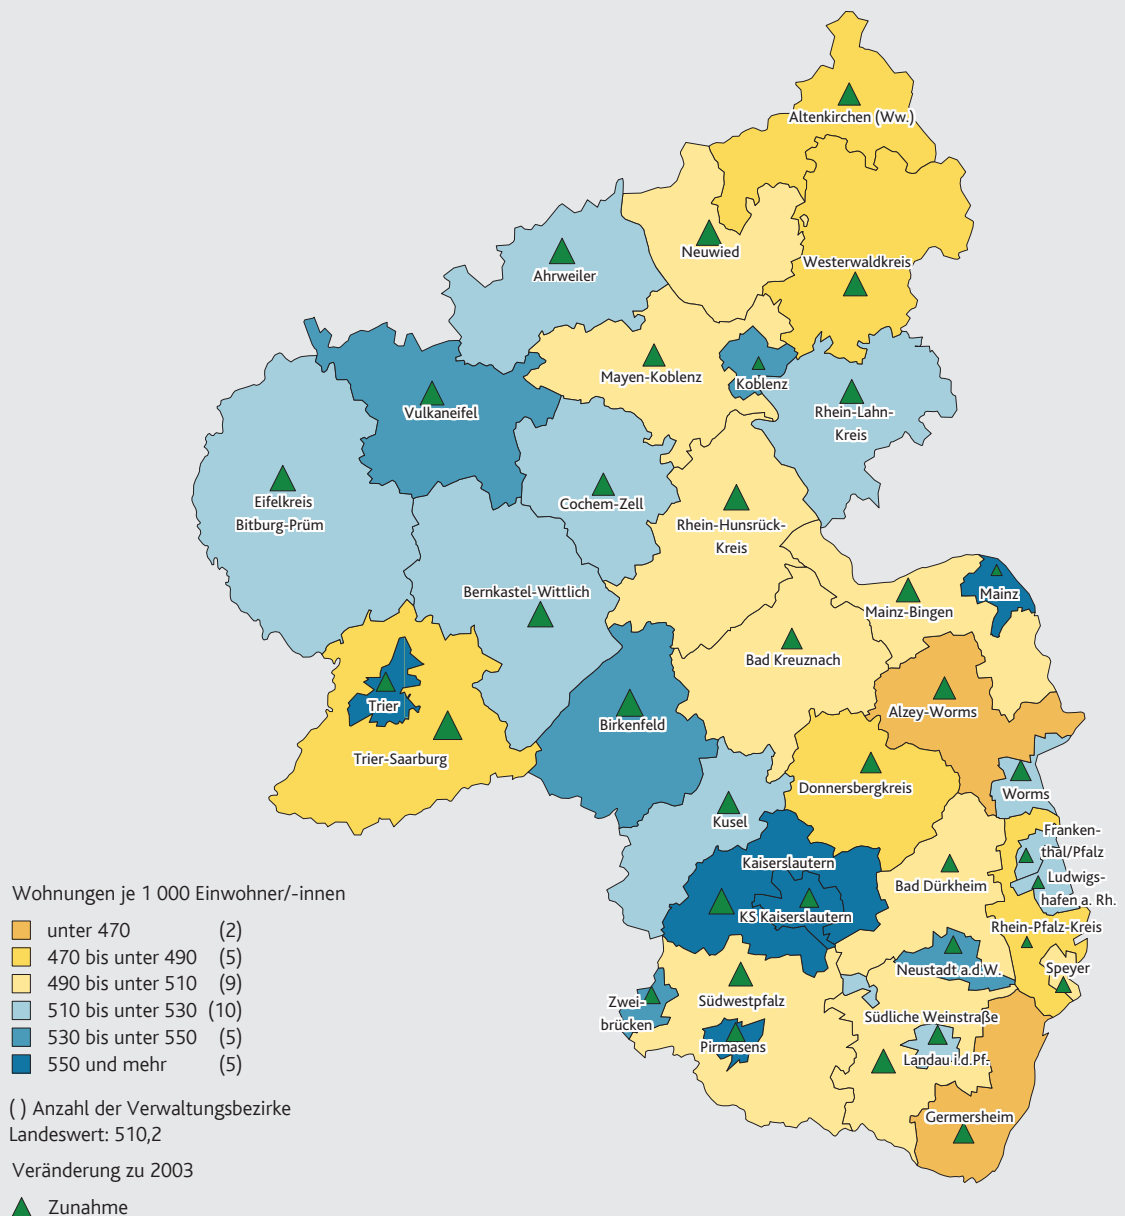 Altenkirchen (Ww.)
Neuwied
Westerwaldkreis
Ahrweiler
Mayen-Koblenz
Koblenz
Rhein-Lahn-
Kreis
Vulkaneifel
Eifelkreis
Bitburg-Prüm
Cochem-Zell
Rhein-Hunsrück-
Kreis
Bernkastel-Wittlich
Mainz
Mainz-Bingen
Bad Kreuznach
Trier
Alzey-Worms
Birkenfeld
Trier-Saarburg
Donnersbergkreis
Worms
Kusel
Franken-
thal/Pfalz
Kaiserslautern
Bad Dürkheim
Ludwigs-
hafen a. Rh.
KS Kaiserslautern
Rhein-Pfalz-Kreis
Neustadt a.d.W.
Speyer
Zwei-
brücken
Südwestpfalz
Südliche Weinstraße
Pirmasens
Landau i.d.Pf.
Germersheim
Wohnungen je 1 000 Einwohner/-innen
unter 470 (2)
470 bis unter 490 (5)
490 bis unter 510 (9)
510 bis unter 530 (10)
530 bis unter 550 (5)
550 und mehr (5)
( ) Anzahl der Verwaltungsbezirke
Landeswert: 510,2
Veränderung zu 2003
Zunahme